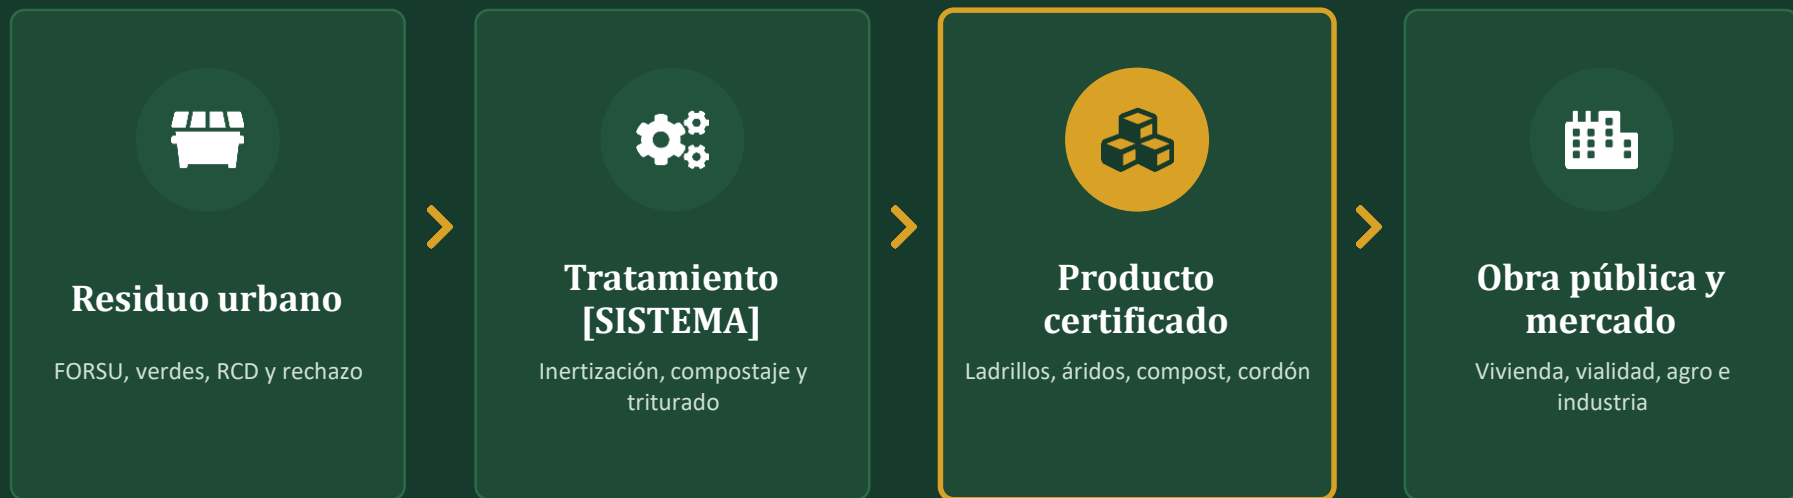 Residuo urbano
FORSU, verdes, RCD y rechazo
Tratamiento
[SISTEMA]
Inertización, compostaje y
triturado
Producto
certificado
Ladrillos, áridos, compost, cordón
Obra pública y
mercado
Vivienda, vialidad, agro e
industria